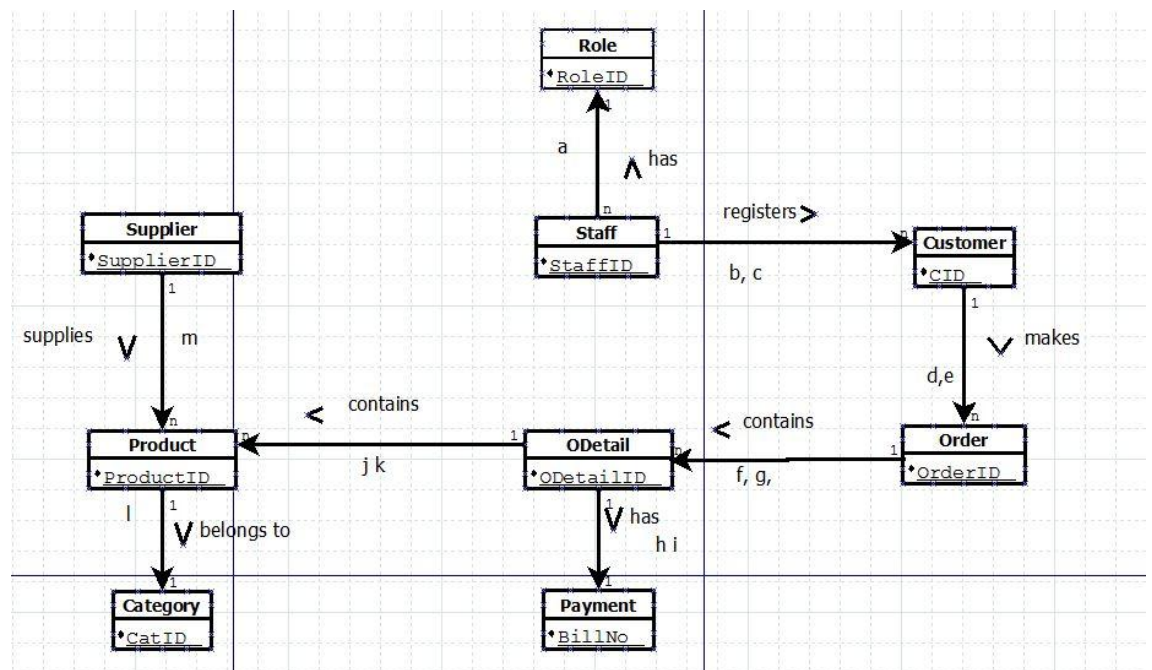 Role
RoleID
1
a
has
n
Supplier
SupplierID
1
Staff
StaffID
1
registers
n
b, c
Customer
CID
1
supplies
m
makes
d,e
n
contains
contains
n
Product
ProductID
n
1
j k
ODetail
ODetailID
n
1
f, g,
Order
OrderID
l
1
belongs to
1
has
h i
1
Category
CatID
1
Payment
BillNo